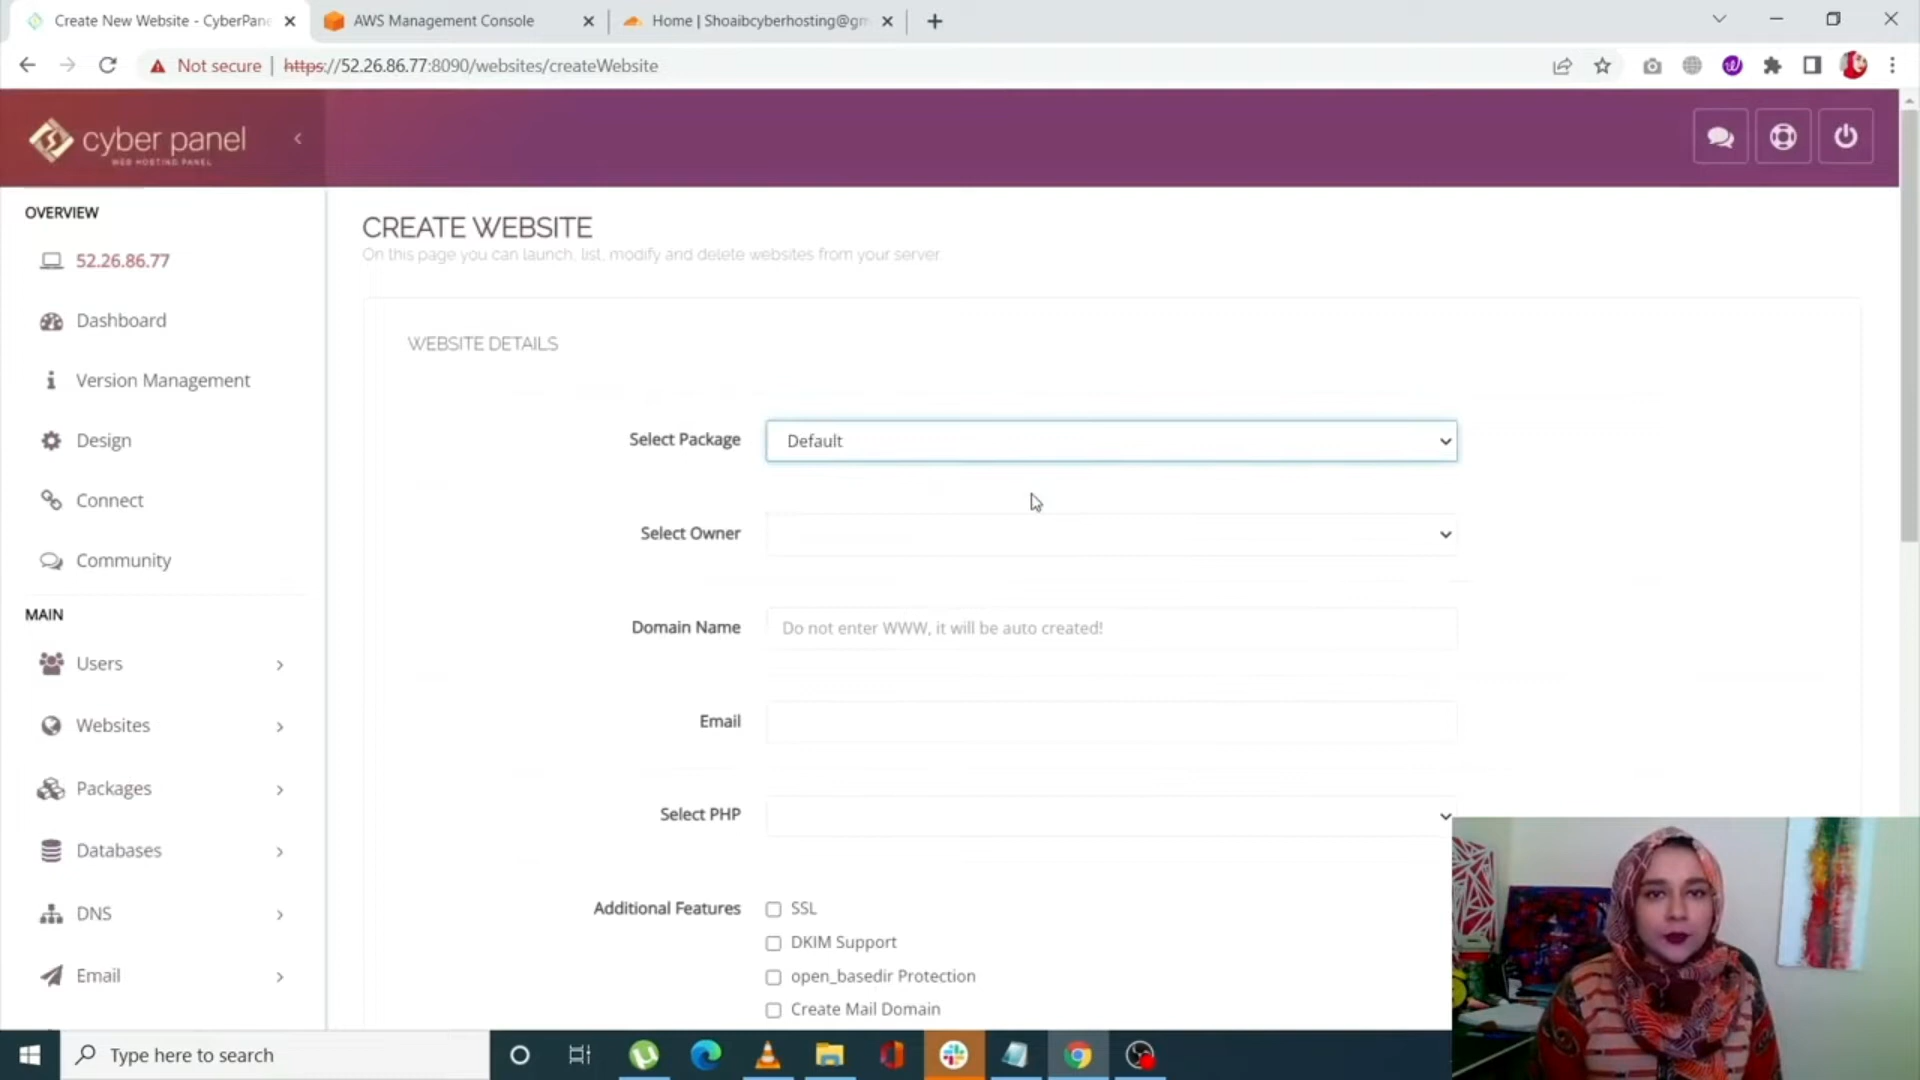 Create New Website - CyberPane
AWS Management Console
Home | Shoaibcyberhosting@gm
Not secure
https://52.26.86.77:8090/websites/createWebsite
cyber panel
WEB HOSTING PANEL
OVERVIEW
52.26.86.77
Dashboard
Version Management
Design
Connect
Community
MAIN
Users
Websites
Packages
Databases
DNS
Email
CREATE WEBSITE
On this page you can launch, list, modify and delete websites from your server.
WEBSITE DETAILS
Select Package
Default
Select Owner
Domain Name
Do not enter WWW, it will be auto created!
Email
Select PHP
Additional Features
SSL
DKIM Support
open_basedir Protection
Create Mail Domain
Type here to search